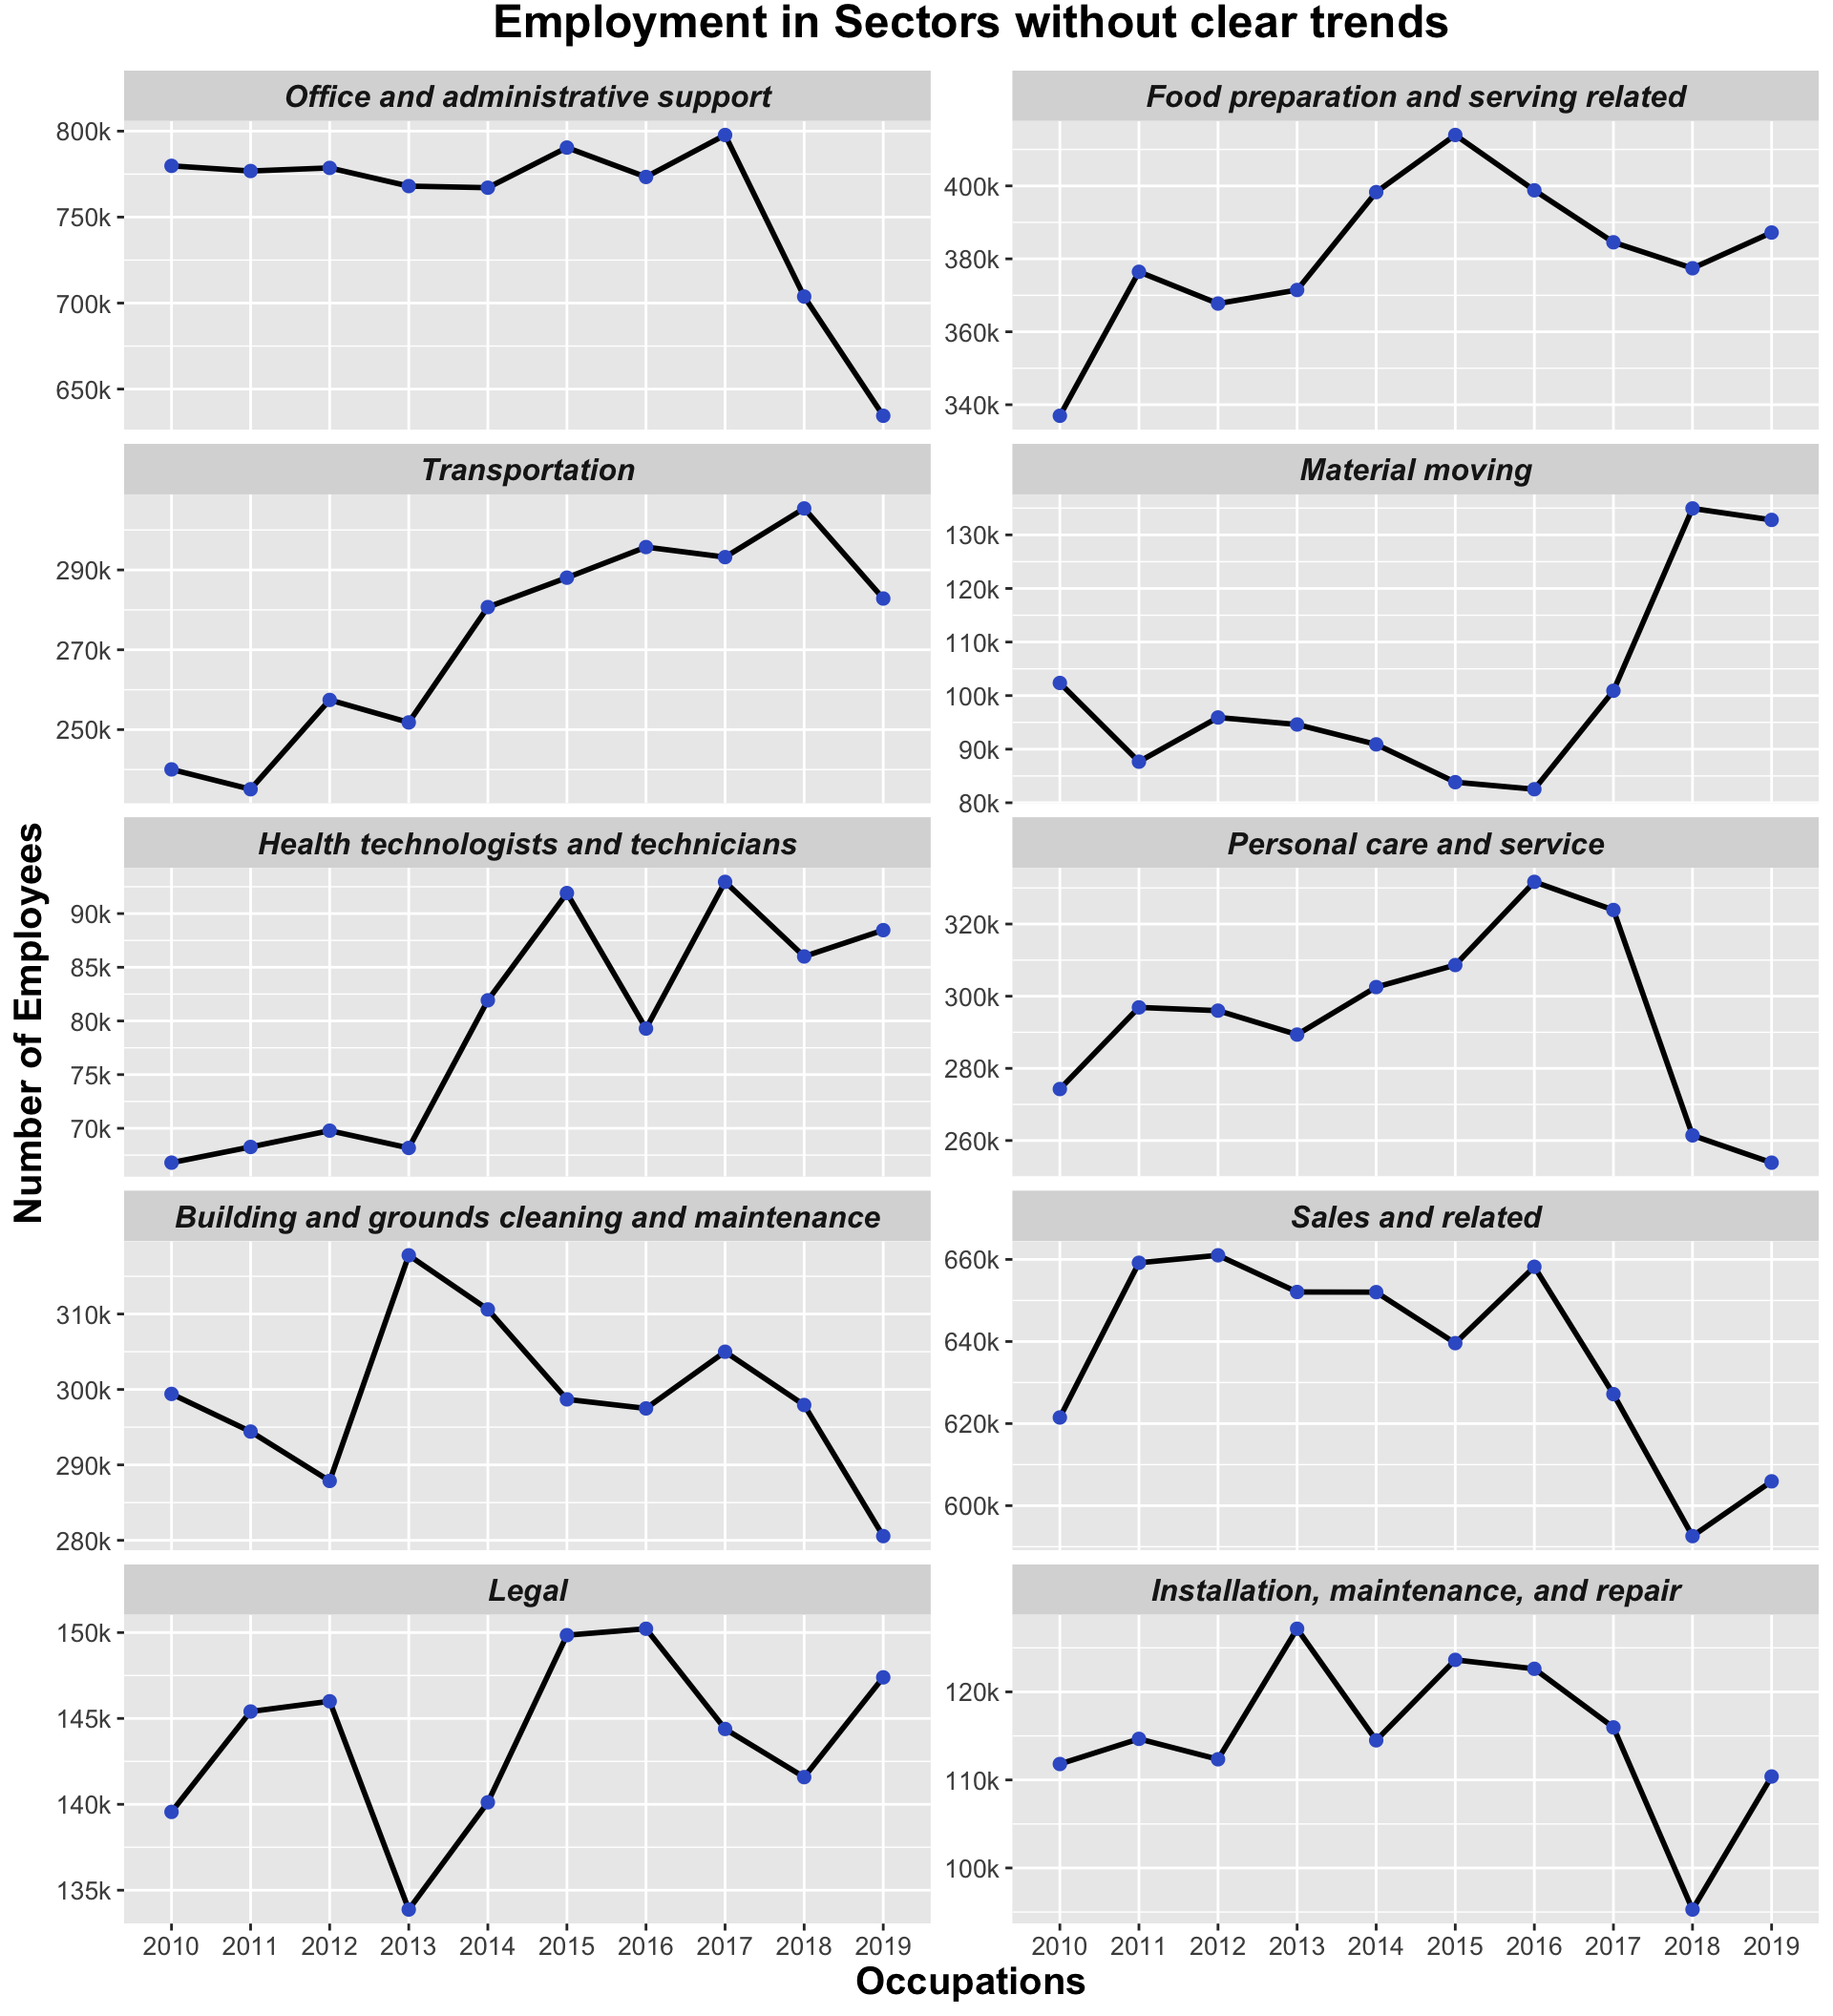 Employment in Sectors without clear trends
Office and administrative support
800k
750k
700k
650k
Food preparation and serving related
400k
380k
360k
340k
Transportation
290k
270k
250k
Material moving
130k
120k
110k
100k
90k
80k
Health technologists and technicians
90k
85k
80k
75k
70k
Personal care and service
320k
300k
280k
260k
Building and grounds cleaning and maintenance
310k
300k
290k
280k
Sales and related
660k
640k
620k
600k
Legal
150k
145k
140k
135k
Installation, maintenance, and repair
120k
110k
100k
2010 2011 2012 2013 2014 2015 2016 2017 2018 2019
2010 2011 2012 2013 2014 2015 2016 2017 2018 2019
Occupations
Number of Employees